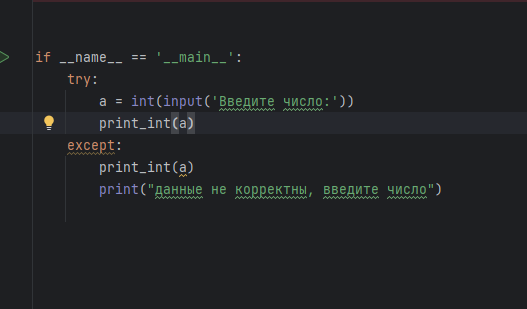 if __name__ == '__main__':
try:
a = int(input('Введите число:'))
print_int(a)
except:
print_int(a)
print("данные не корректны, введите число")